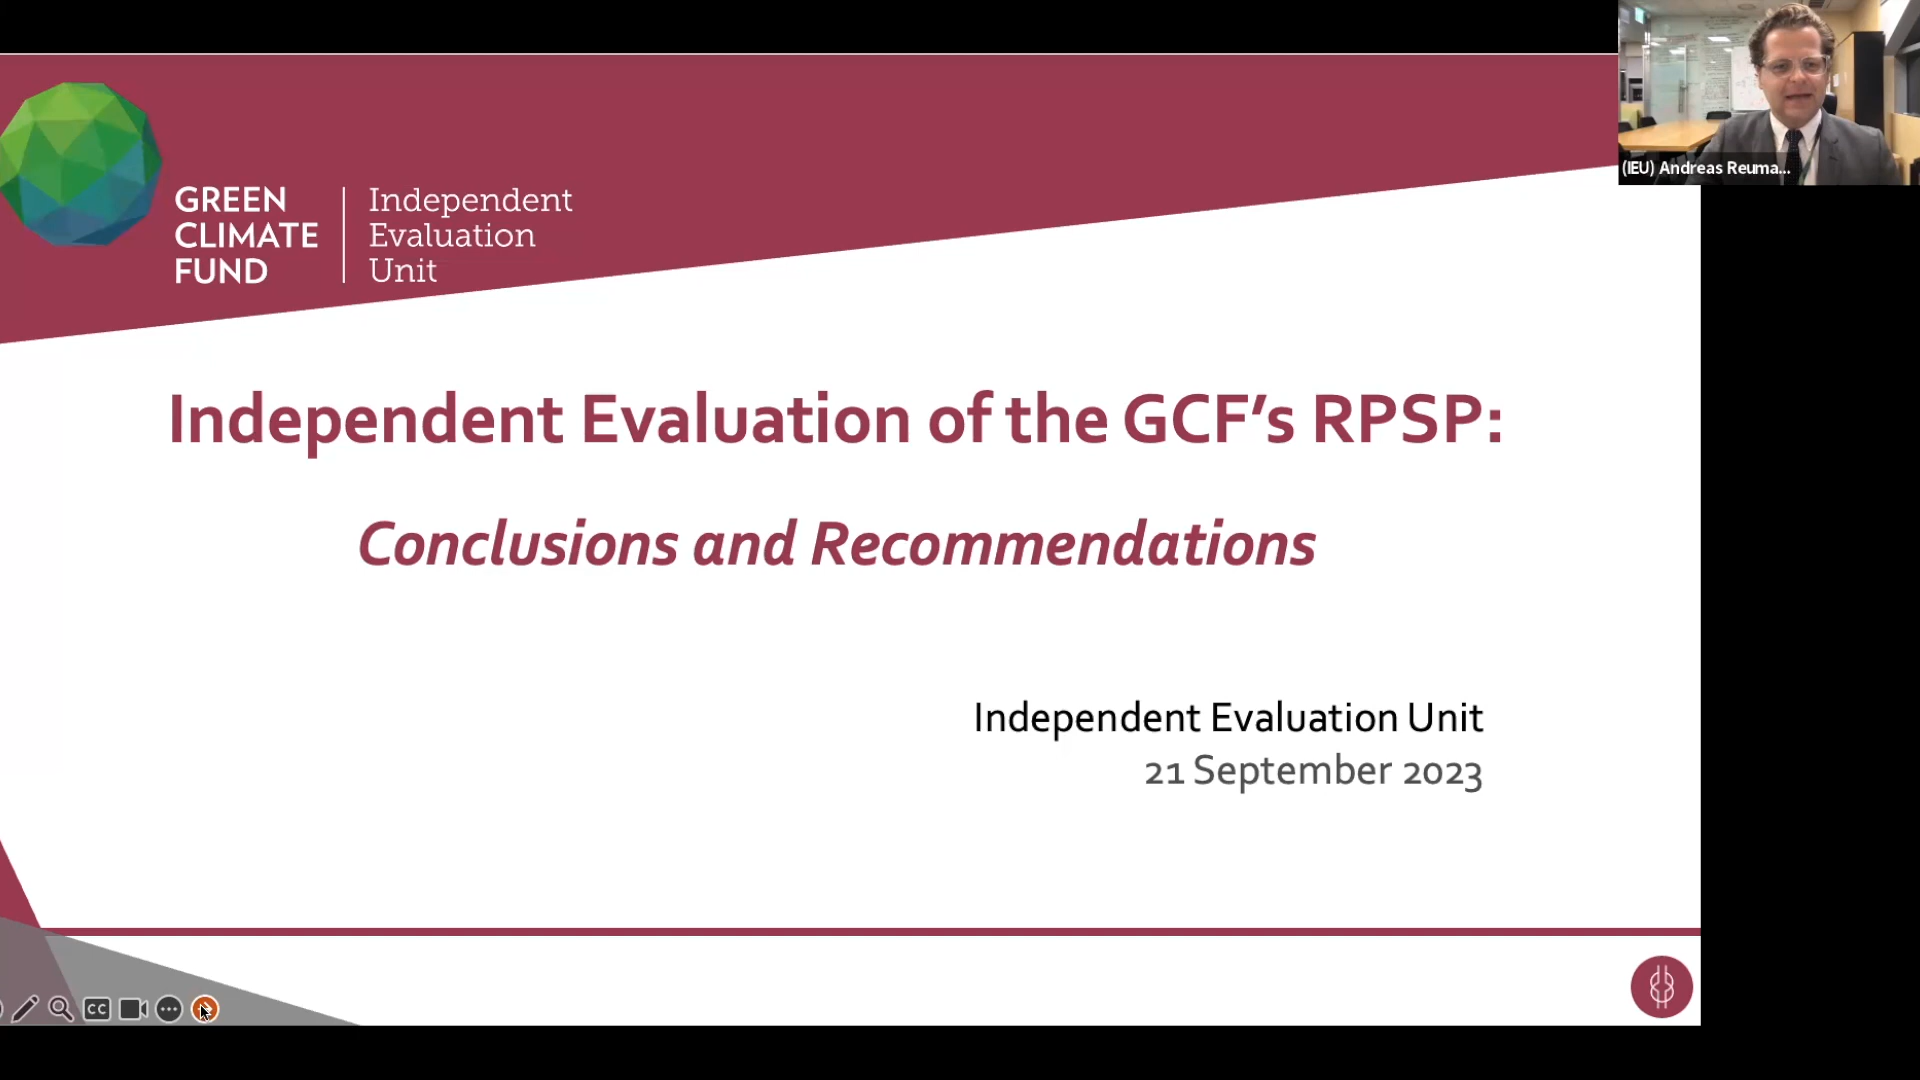 GREEN
CLIMATE
FUND
Independent
Evaluation
Unit
(IEU) Andreas Reuma...
Independent Evaluation of the GCF’s RPSP:
Conclusions and Recommendations
Independent Evaluation Unit
21 September 2023
CC